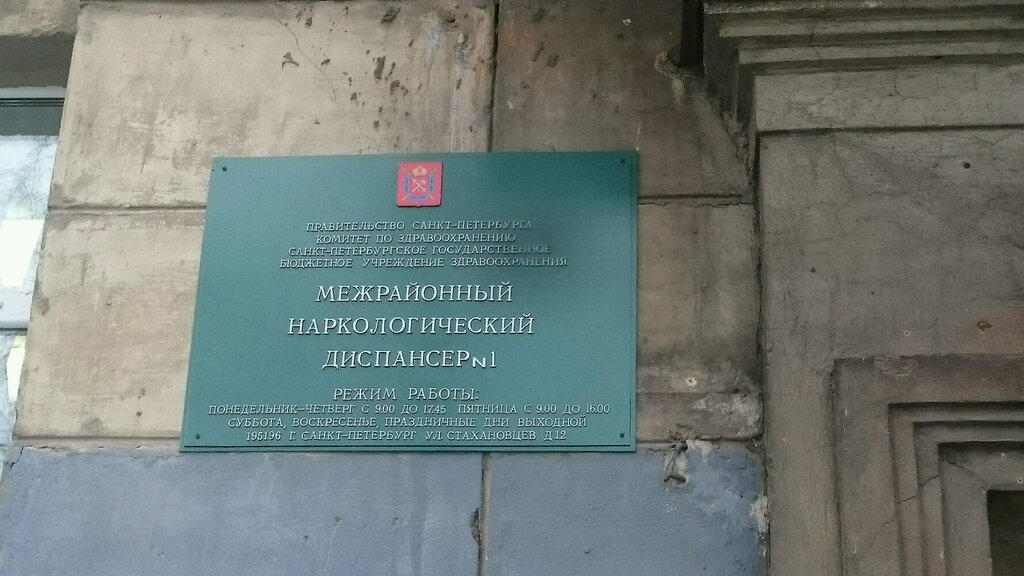 ПРАВИТЕЛЬСТВО САНКТ-ПЕТЕРБУРГА
КОМИТЕТ ПО ЗДРАВООХРАНЕНИЮ
САНКТ-ПЕТЕРБУРГСКОЕ ГОСУДАРСТВЕННОЕ
БЮДЖЕТНОЕ УЧРЕЖДЕНИЕ ЗДРАВООХРАНЕНИЯ
МЕЖРАЙОННЫЙ
НАРКОЛОГИЧЕСКИЙ
ДИСПАНСЕР N1
РЕЖИМ РАБОТЫ:
ПОНЕДЕЛЬНИК-ЧЕТВЕРГ С 9.00 ДО 17.45 ПЯТНИЦА С 9.00 ДО 16.00
СУББОТА, ВОСКРЕСЕНЬЕ, ПРАЗДНИЧНЫЕ ДНИ ВЫХОДНОЙ
195196 Г. САНКТ-ПЕТЕРБУРГ УЛ. СТАХАНОВЦЕВ Д.12